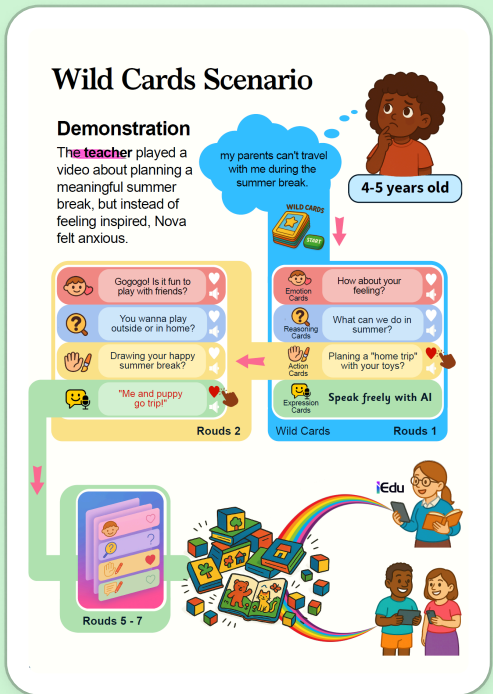 Wild Cards Scenario
Demonstration
The teacher played a
video about planning a
meaningful summer
break, but instead of
feeling inspired, Nova
felt anxious.
my parents can't travel
with me during the
summer break.
4-5 years old
WILD CARDS
START
Emotion
Cards
How about your
feeling?
Reasoning
Cards
What can we do in
summer?
Action
Cards
Planing a "home trip"
with your toys?
Expression
Cards
Speak freely with AI
Wild Cards
Rouds 1
Gogogo! Is it fun to
play with friends?
You wanna play
outside or in home?
Drawing your happy
summer break?
"Me and puppy
go trip!"
Rouds 2
Rouds 5 - 7
iEdu